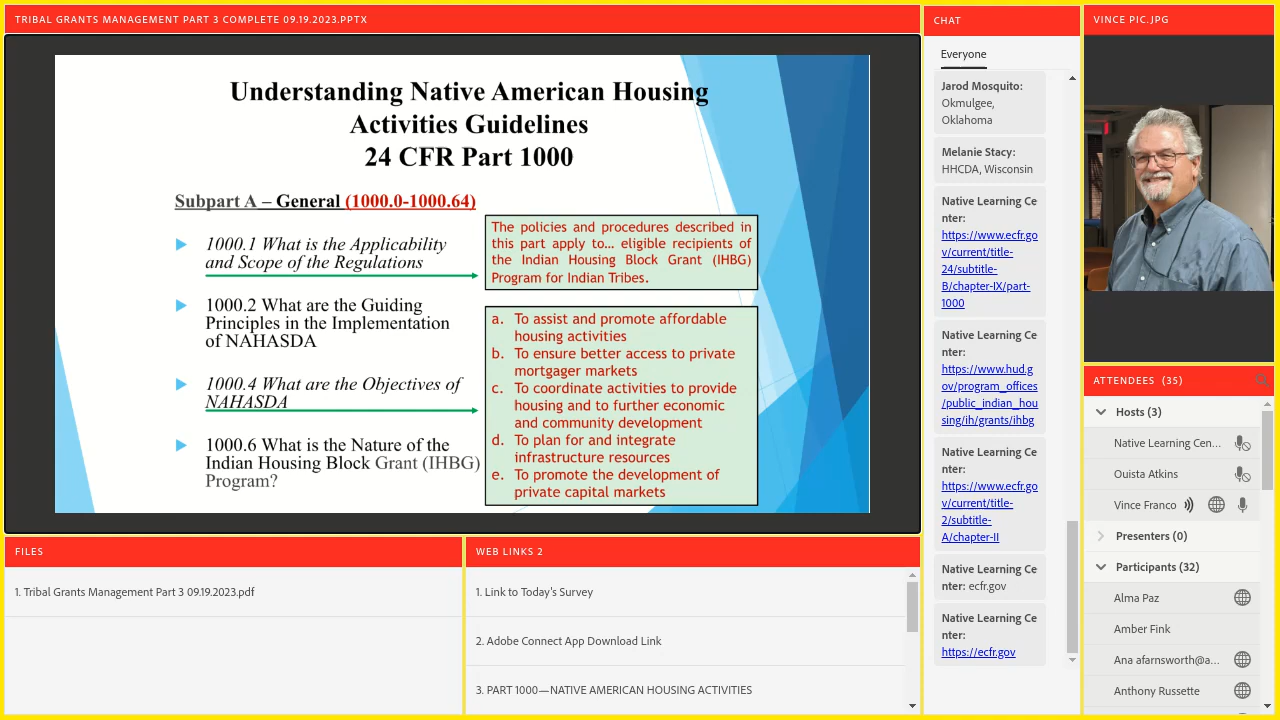 TRIBAL GRANTS MANAGEMENT PART 3 COMPLETE 09.19.2023.PPTX
Understanding Native American Housing
Activities Guidelines
24 CFR Part 1000
Subpart A – General (1000.0-1000.64)
1000.1 What is the Applicability
and Scope of the Regulations
1000.2 What are the Guiding
Principles in the Implementation
of NAHASDA
1000.4 What are the Objectives of
NAHASDA
1000.6 What is the Nature of the
Indian Housing Block Grant (IHBG)
Program?
The policies and procedures described in
this part apply to... eligible recipients of
the Indian Housing Block Grant (IHBG)
Program for Indian Tribes.
a. To assist and promote affordable
housing activities
b. To ensure better access to private
mortgager markets
c. To coordinate activities to provide
housing and to further economic
and community development
d. To plan for and integrate
infrastructure resources
e. To promote the development of
private capital markets
FILES
1. Tribal Grants Management Part 3 09.19.2023.pdf
WEB LINKS 2
1. Link to Today's Survey
2. Adobe Connect App Download Link
3. PART 1000—NATIVE AMERICAN HOUSING ACTIVITIES
CHAT
Everyone
Jarod Mosquito:
Okmulgee,
Oklahoma
Melanie Stacy:
HHCDA, Wisconsin
Native Learning Ce
nter:
https://www.ecfr.go
v/current/title-
24/subtitle-
B/chapter-IX/part-
1000
Native Learning Ce
nter:
https://www.hud.g
ov/program_offices
/public_indian_hou
sing/ih/grants/ihbg
Native Learning Ce
nter:
https://www.ecfr.go
v/current/title-
2/subtitle-
A/chapter-II
Native Learning Ce
nter: ecfr.gov
Native Learning Ce
nter:
https://ecfr.gov
VINCE PIC.JPG
ATTENDEES (35)
Hosts (3)
Native Learning Cen...
Ouista Atkins
Vince Franco
Presenters (0)
Participants (32)
Alma Paz
Amber Fink
Ana afarnsworth@a...
Anthony Russette